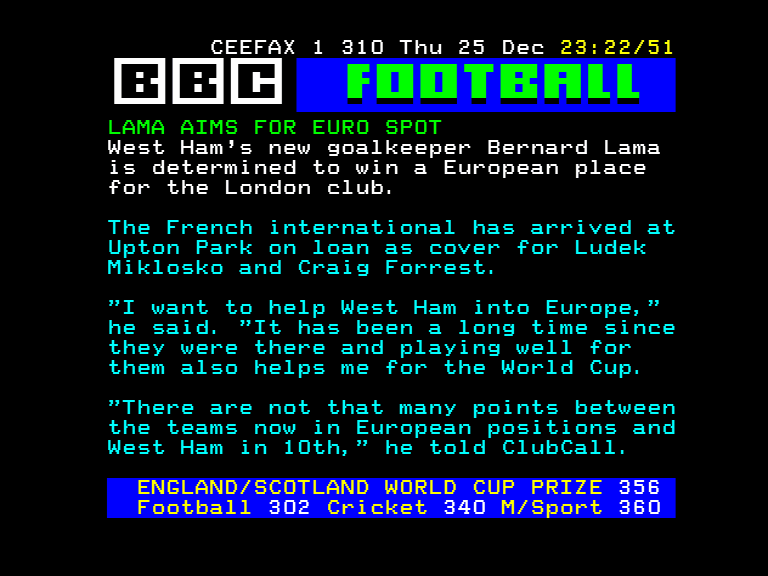 CEEFAX 1 310 Thu 25 Dec 23:22/51
BBC FOOTBALL
LAMA AIMS FOR EURO SPOT
West Ham's new goalkeeper Bernard Lama
is determined to win a European place
for the London club.
The French international has arrived at
Upton Park on loan as cover for Ludek
Miklosko and Craig Forrest.
"I want to help West Ham into Europe,"
he said. "It has been a long time since
they were there and playing well for
them also helps me for the World Cup.
"There are not that many points between
the teams now in European positions and
West Ham in 10th," he told ClubCall.
ENGLAND/SCOTLAND WORLD CUP PRIZE 356
Football 302 Cricket 340 M/Sport 360